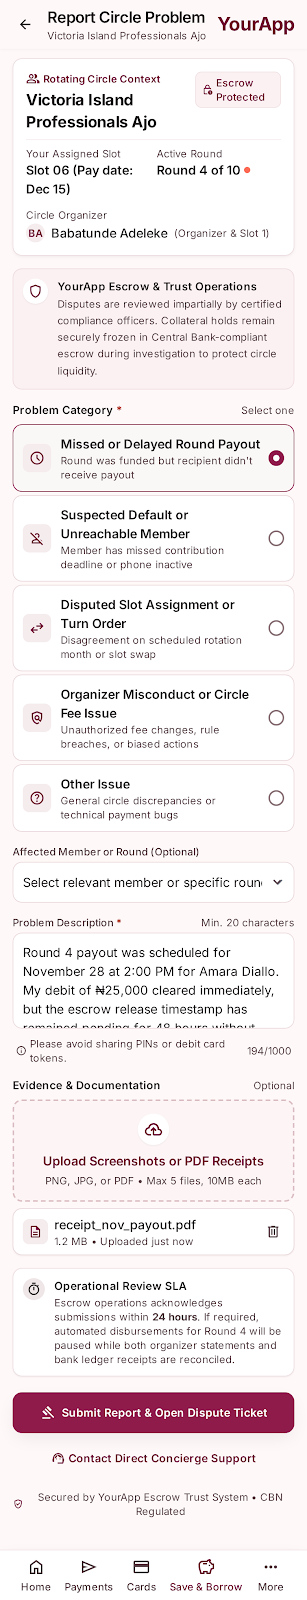 Report Circle Problem
Victoria Island Professionals Ajo
YourApp
Rotating Circle Context
Victoria Island
Professionals Ajo
Escrow
Protected
Your Assigned Slot
Slot 06 (Pay date:
Dec 15)
Active Round
Round 4 of 10
Circle Organizer
BA
Babatunde Adeleke (Organizer & Slot 1)
YourApp Escrow & Trust Operations
Disputes are reviewed impartially by certified
compliance officers. Collateral holds remain
securely frozen in Central Bank-compliant
escrow during investigation to protect circle
liquidity.
Problem Category *
Select one
Missed or Delayed Round Payout
Round was funded but recipient didn't
receive payout
Suspected Default or
Unreachable Member
Member has missed contribution
deadline or phone inactive
Disputed Slot Assignment or
Turn Order
Disagreement on scheduled rotation
month or slot swap
Organizer Misconduct or Circle
Fee Issue
Unauthorized fee changes, rule
breaches, or biased actions
Other Issue
General circle discrepancies or
technical payment bugs
Affected Member or Round (Optional)
Select relevant member or specific roun
Problem Description *
Min. 20 characters
Round 4 payout was scheduled for
November 28 at 2:00 PM for Amara Diallo.
My debit of ₦25,000 cleared immediately,
but the escrow release timestamp has
remained pending for 48 hours without
Please avoid sharing PINs or debit card
tokens.
194/1000
Evidence & Documentation
Optional
Upload Screenshots or PDF Receipts
PNG, JPG, or PDF • Max 5 files, 10MB each
receipt_nov_payout.pdf
1.2 MB • Uploaded just now
Operational Review SLA
Escrow operations acknowledges
submissions within 24 hours. If required,
automated disbursements for Round 4 will be
paused while both organizer statements and
bank ledger receipts are reconciled.
Submit Report & Open Dispute Ticket
Contact Direct Concierge Support
Secured by YourApp Escrow Trust System • CBN
Regulated
Home
Payments
Cards
Save & Borrow
More